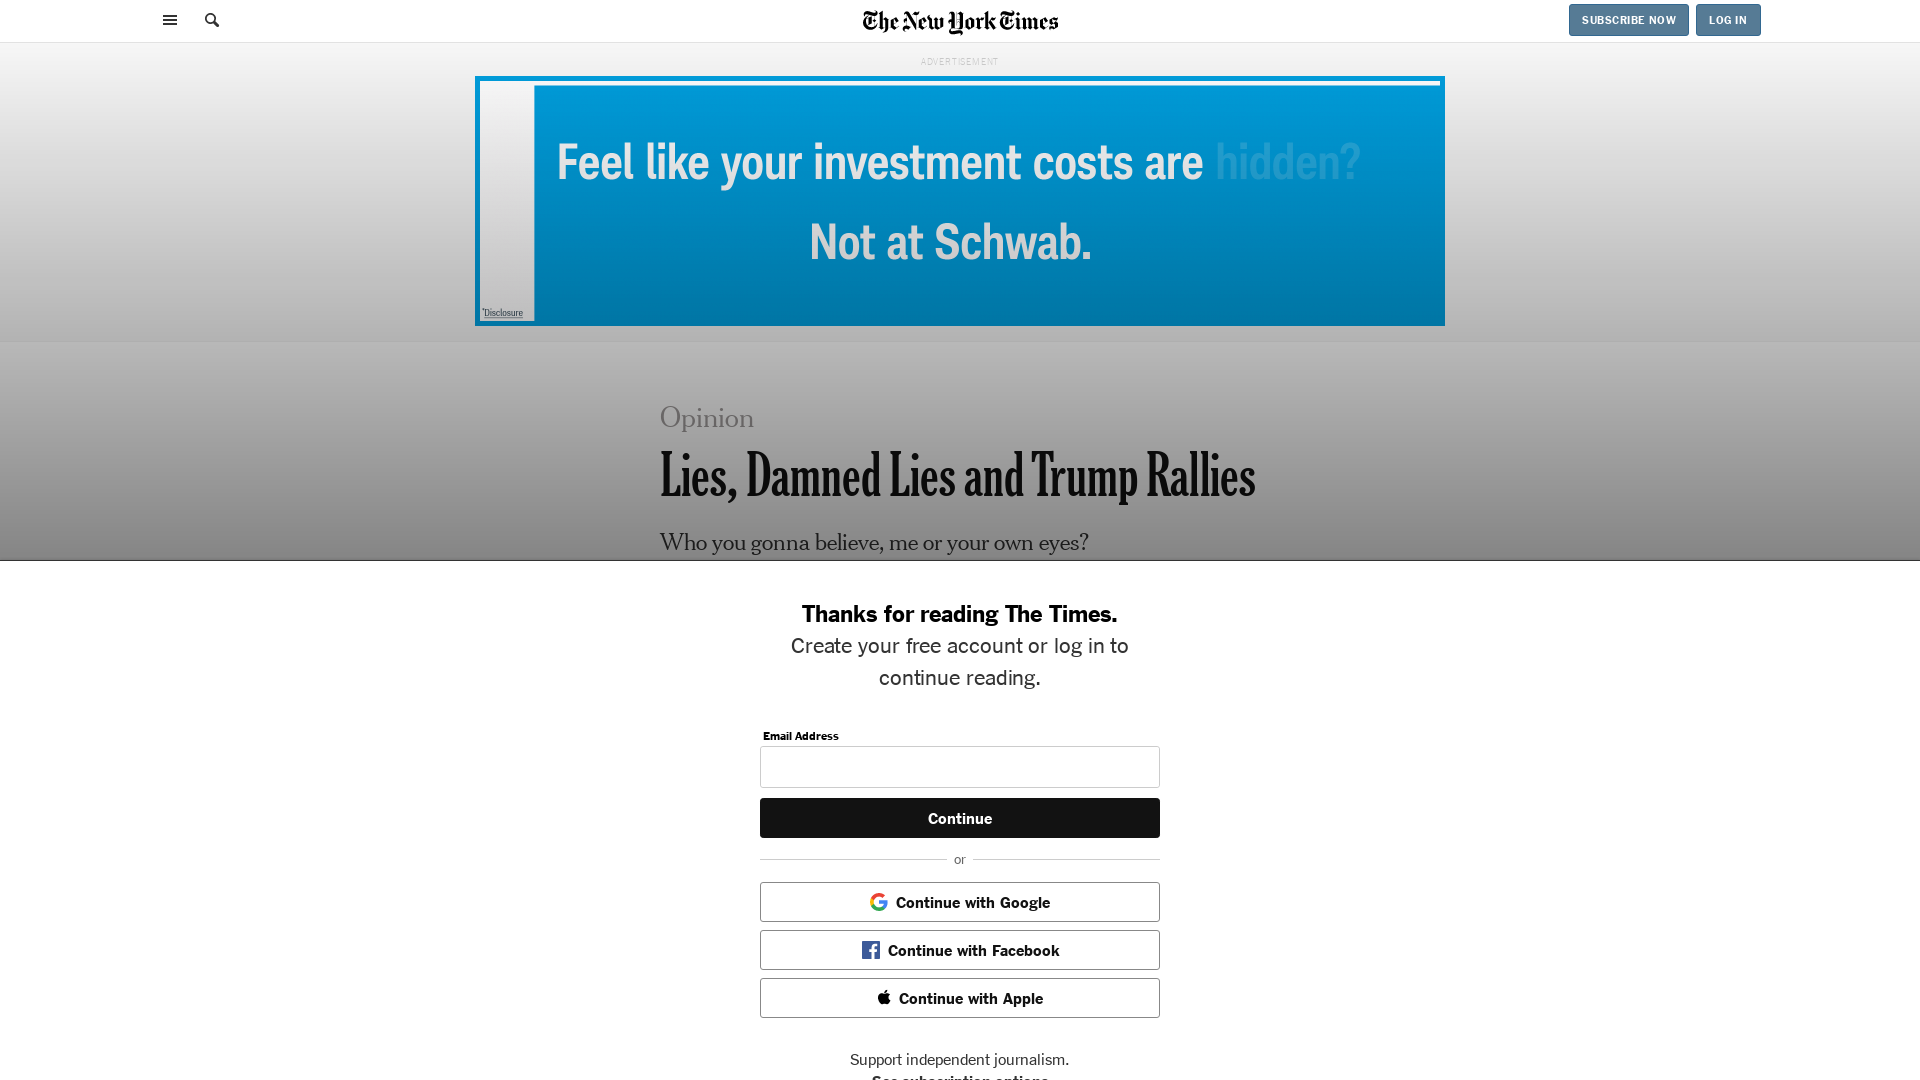 The New York Times
SUBSCRIBE NOW
LOG IN
ADVERTISEMENT
Feel like your investment costs are hidden?
Not at Schwab.
*Disclosure
Opinion
Lies, Damned Lies and Trump Rallies
Who you gonna believe, me or your own eyes?
Thanks for reading The Times.
Create your free account or log in to
continue reading.
Email Address
Continue
or
Continue with Google
Continue with Facebook
Continue with Apple
Support independent journalism.
See subscription options.